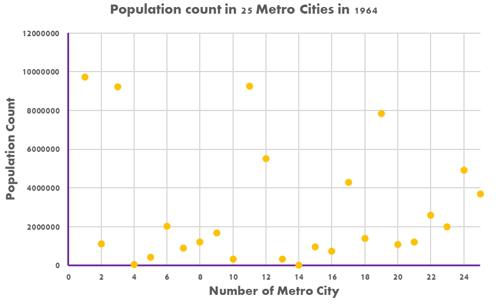 Population count in 25 Metro Cities in 1964
12000000
10000000
8000000
6000000
4000000
2000000
0
0 2 4 6 8 10 12 14 16 18 20 22 24
Population Count
Number of Metro City